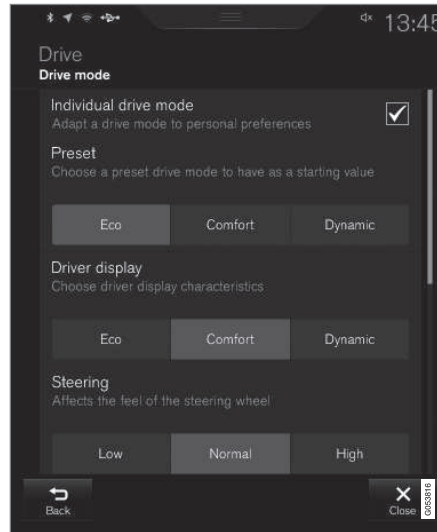 13:45
Drive
Drive mode
Individual drive mode
Adapt a drive mode to personal preferences
Preset
Choose a preset drive mode to have as a starting value
Eco Comfort Dynamic
Driver display
Choose driver display characteristics
Eco Comfort Dynamic
Steering
Affects the feel of the steering wheel
Low Normal High
Back Close
G053816